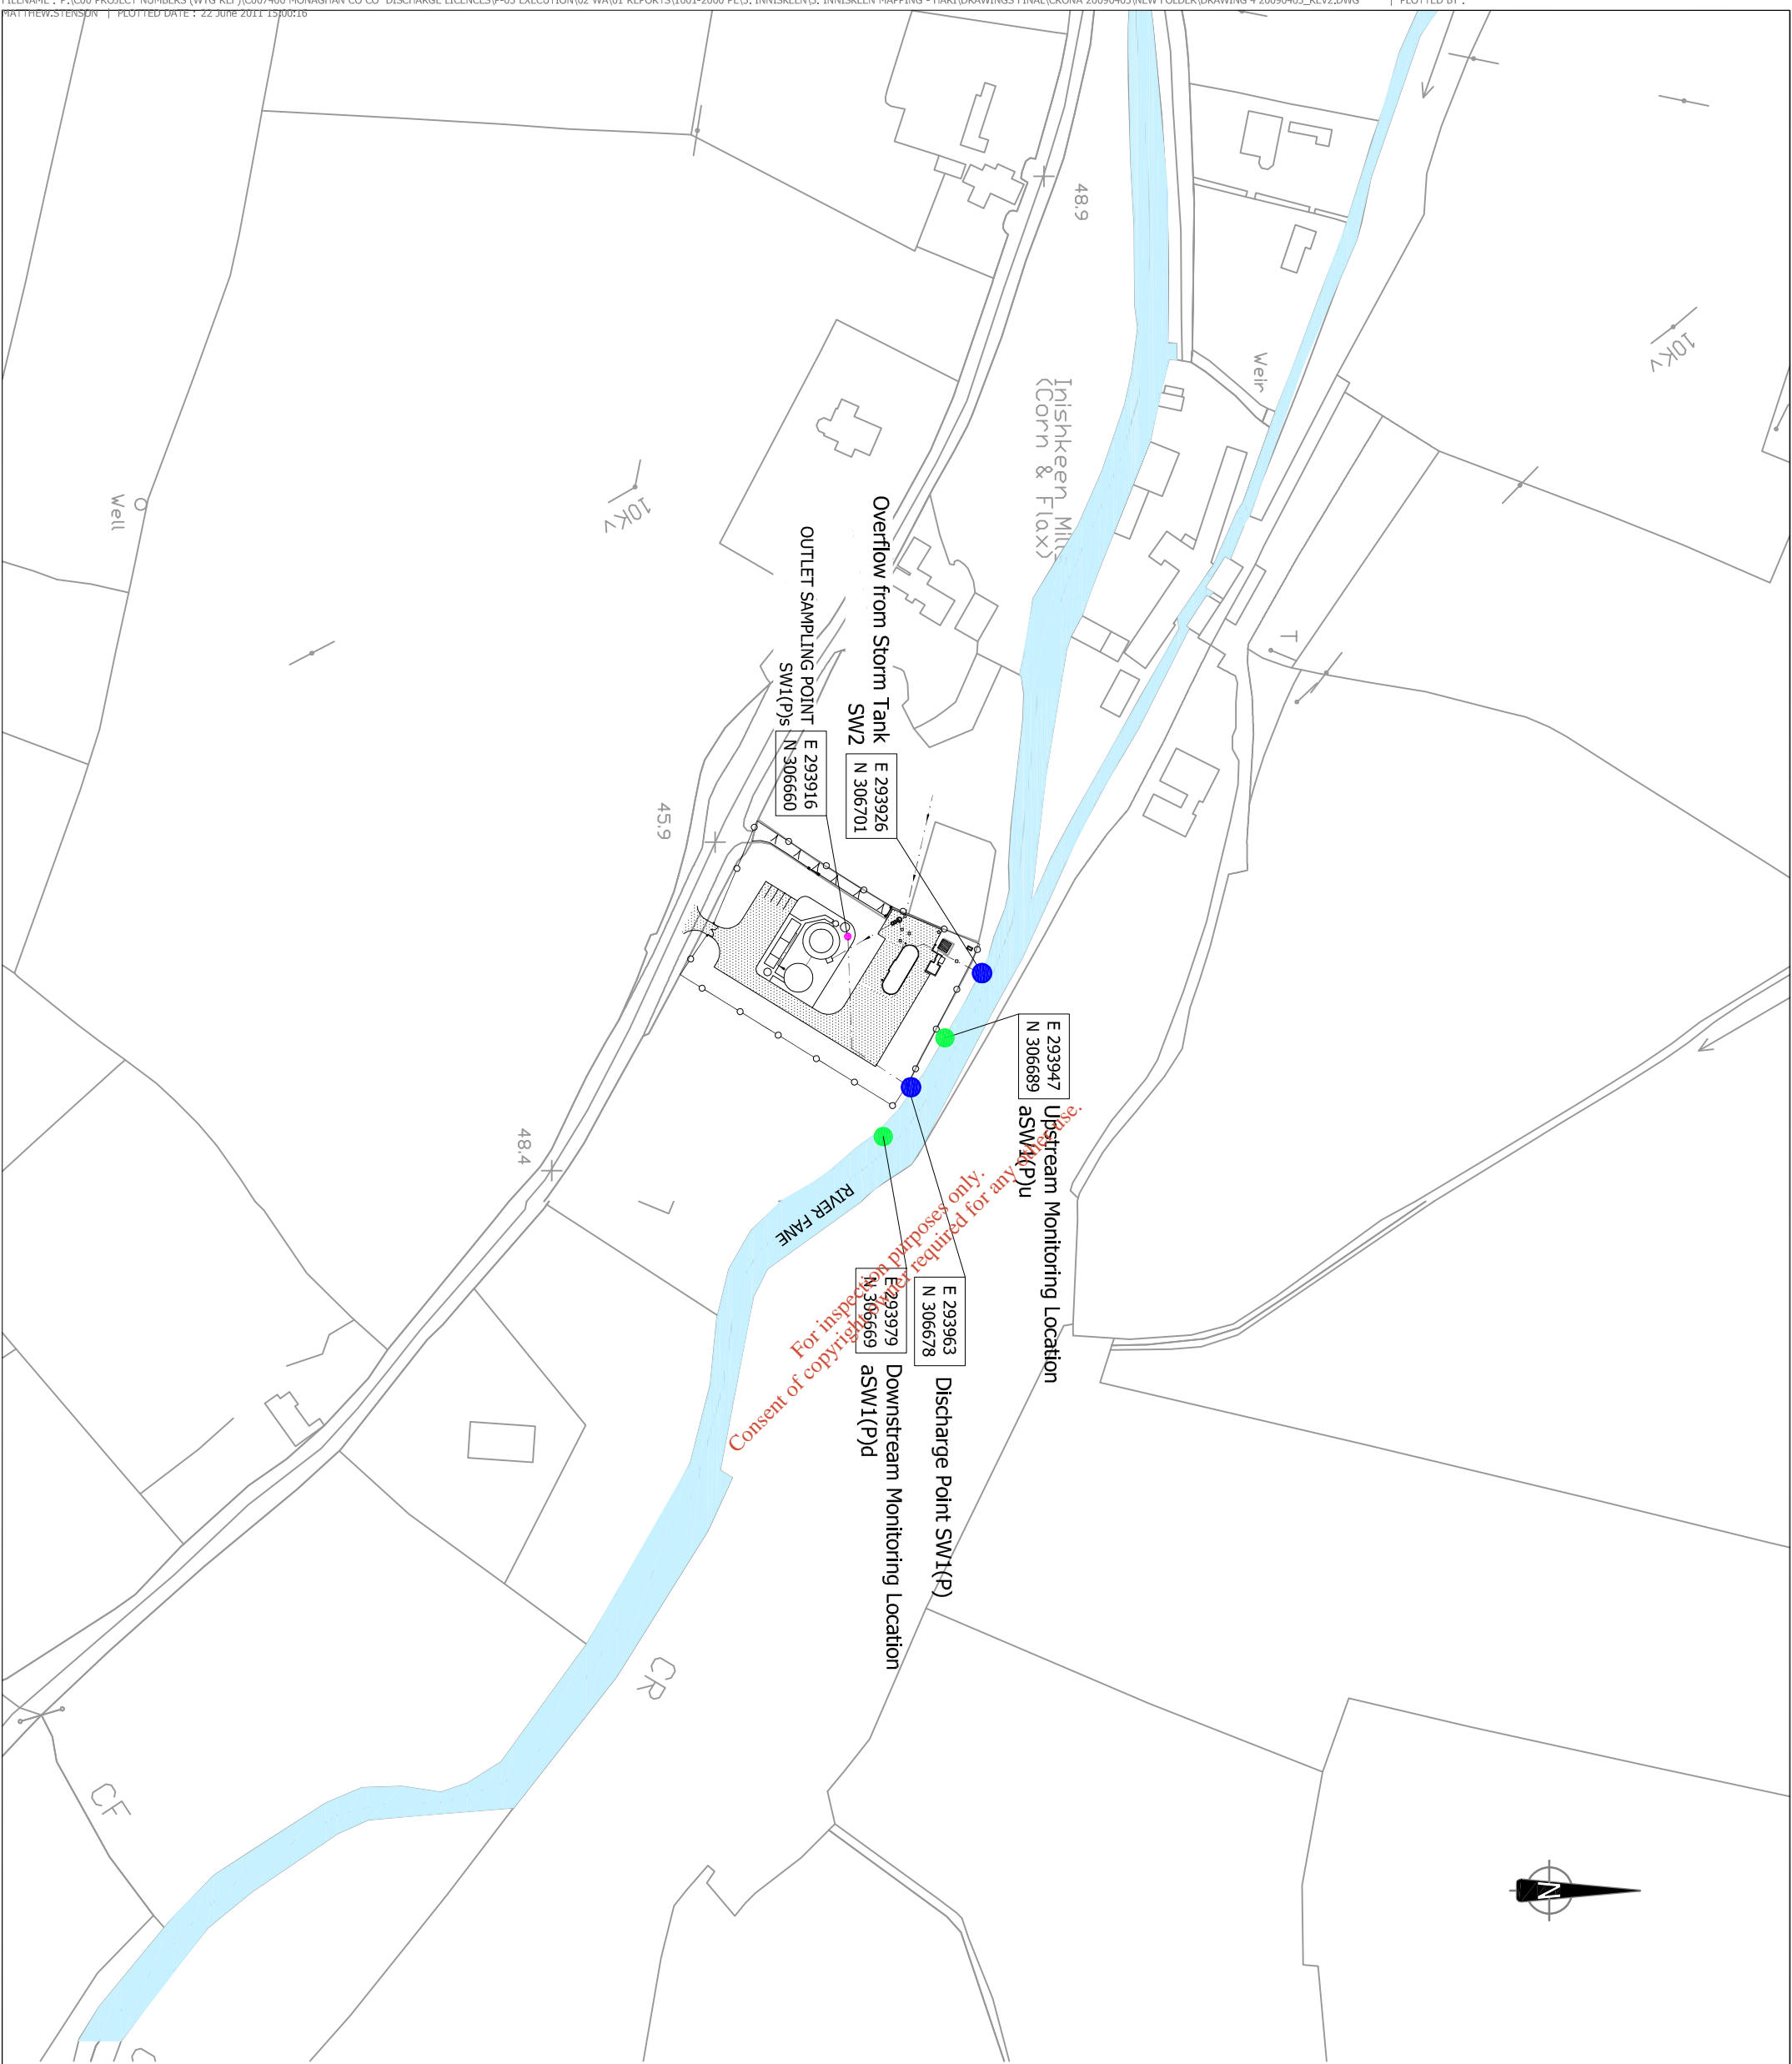 MATTHEW.STENSON | PLOTTED DATE : 22 June 2011 15:00:16
48.9
Weir
10Kv
Inishkeen Mill
(Corn & Flax)
Well
10Kv
T
Overflow from Storm Tank
SW2
E 293926
N 306701
OUTLET SAMPLING POINT
SW1(P)s
E 293916
N 306660
45.9
E 293947
N 306689
Upstream Monitoring Location
aSW1(P)u
48.4
RIVER FANE
E 293963
N 306678
Discharge Point SW1(P)
E 293979
N 306669
Downstream Monitoring Location
aSW1(P)d
For inspection purposes only.
Consent of copyright owner required for any other use.
CR
CF
N